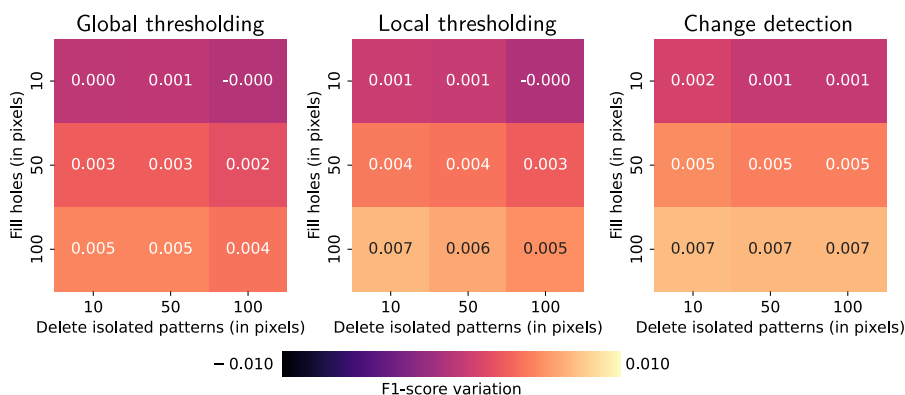 Global thresholding
Local thresholding
Change detection
Fill holes (in pixels)
10
0.000 0.001 -0.000
50
0.003 0.003 0.002
100
0.005 0.005 0.004
10 50 100
Delete isolated patterns (in pixels)
Fill holes (in pixels)
10
0.001 0.001 -0.000
50
0.004 0.004 0.003
100
0.007 0.006 0.005
10 50 100
Delete isolated patterns (in pixels)
Fill holes (in pixels)
10
0.002 0.001 0.001
50
0.005 0.005 0.005
100
0.007 0.007 0.007
10 50 100
Delete isolated patterns (in pixels)
−0.010 0.010
F1-score variation